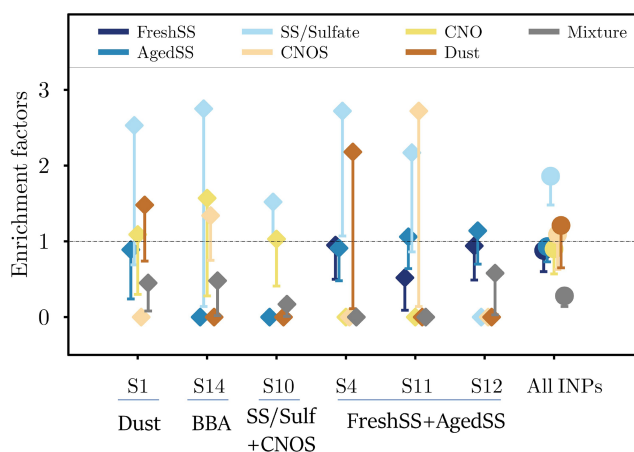 FreshSS SS/Sulfate CNO Mixture
AgedSS CNOS Dust
Enrichment factors
3
2
1
0
S1 S14 S10 S4 S11 S12 All INPs
Dust BBA SS/Sulf +CNOS FreshSS+AgedSS